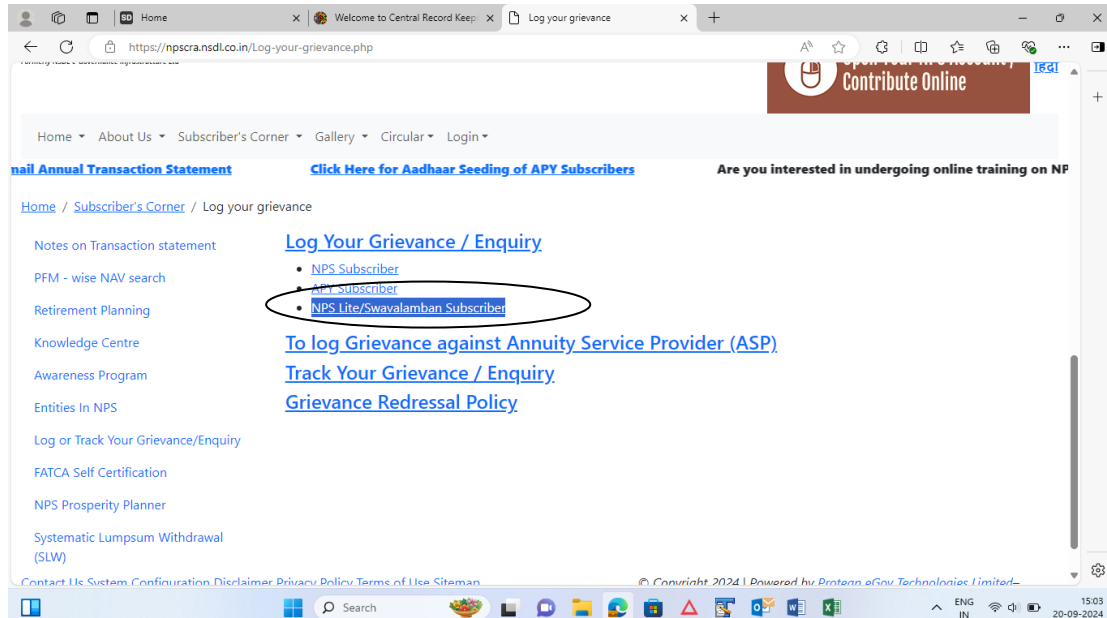 Home
Welcome to Central Record Keep
Log your grievance
https://npscra.nsdl.co.in/Log-your-grievance.php
Contribute Online
हिंदी
Home
About Us
Subscriber's Corner
Gallery
Circular
Login
mail Annual Transaction Statement
Click Here for Aadhaar Seeding of APY Subscribers
Are you interested in undergoing online training on NP
Home / Subscriber's Corner / Log your grievance
Notes on Transaction statement
PFM - wise NAV search
Retirement Planning
Knowledge Centre
Awareness Program
Entities In NPS
Log or Track Your Grievance/Enquiry
FATCA Self Certification
NPS Prosperity Planner
Systematic Lumpsum Withdrawal
(SLW)
Log Your Grievance / Enquiry
NPS Subscriber
APY Subscriber
NPS Lite/Swavalamban Subscriber
To log Grievance against Annuity Service Provider (ASP)
Track Your Grievance / Enquiry
Grievance Redressal Policy
Contact Us System Configuration Disclaimer Privacy Policy Terms of Use Sitemap
© Copyright 2024 | Powered by Protean eGov Technologies Limited
Search
ENG
IN
15:03
20-09-2024